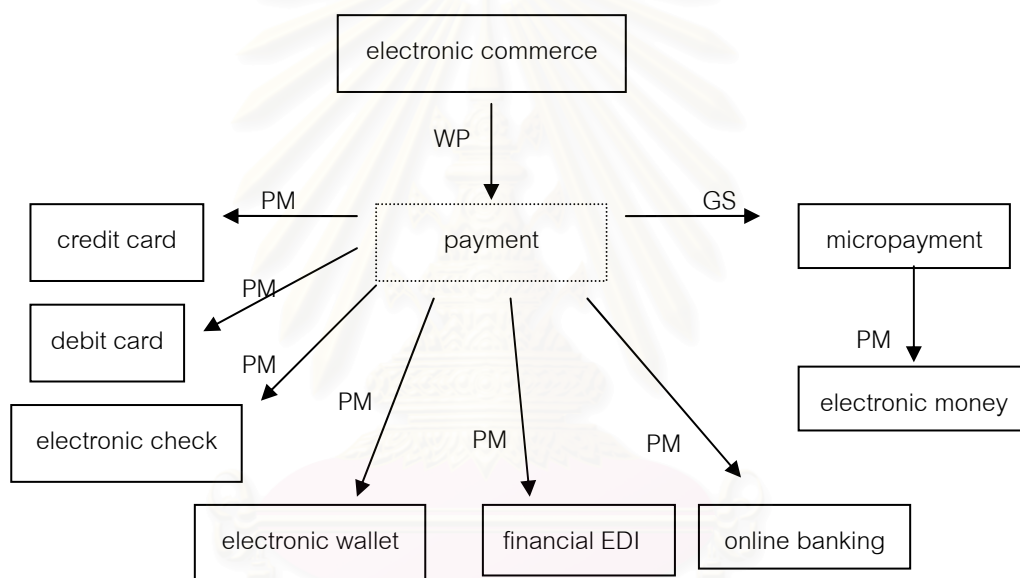 electronic commerce
WP
PM
GS
credit card
payment
micropayment
PM
debit card
PM
PM
electronic money
electronic check
PM
PM
PM
electronic wallet
financial EDI
online banking